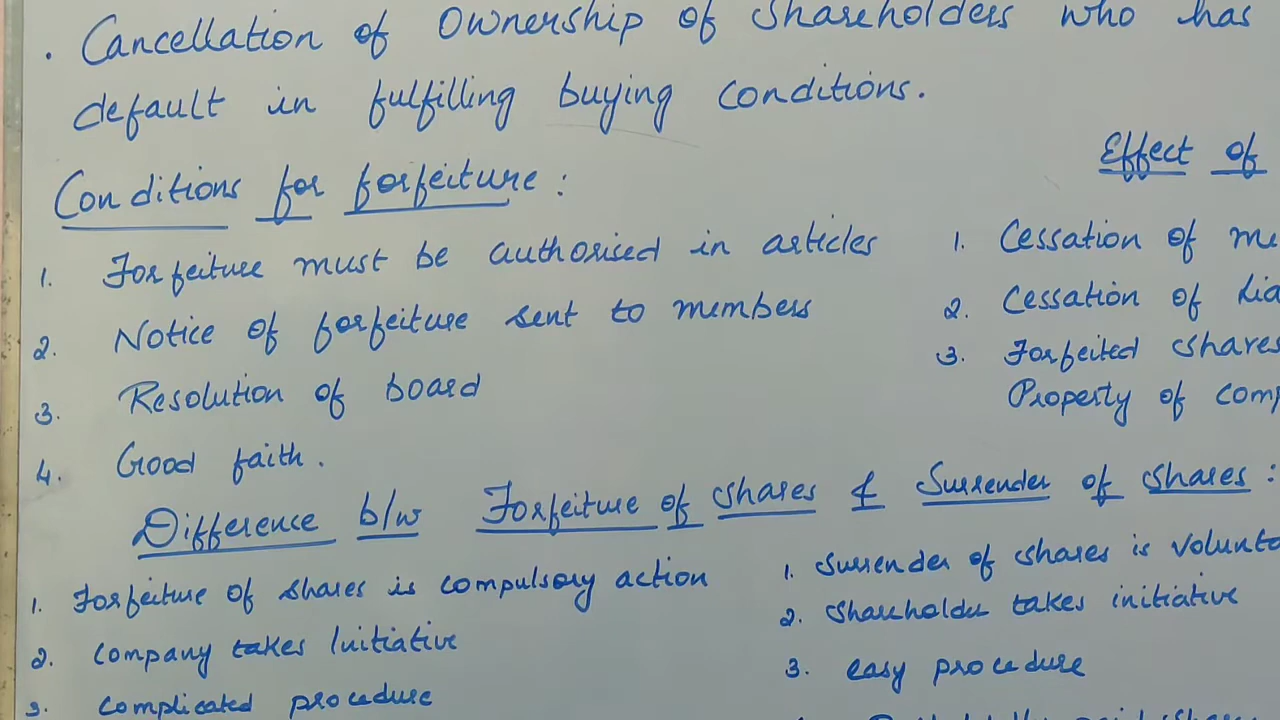 . Cancellation of Ownership of Shareholders who has
default in fulfilling buying conditions.
Conditions for forfeiture :
1. Forfeiture must be authorised in articles
2. Notice of forfeiture sent to members
3. Resolution of board
4. Good faith.
Effect of
1. Cessation of
2. Cessation of
3. Forfeited shares
Property of
Difference b/w Forfeiture of shares & Surrender of shares :
1. Forfeiture of shares is compulsory action
2. Company takes Initiative
3. Complicated procedure
1. Surrender of shares is
2. Shareholder takes initiative
3. easy procedure